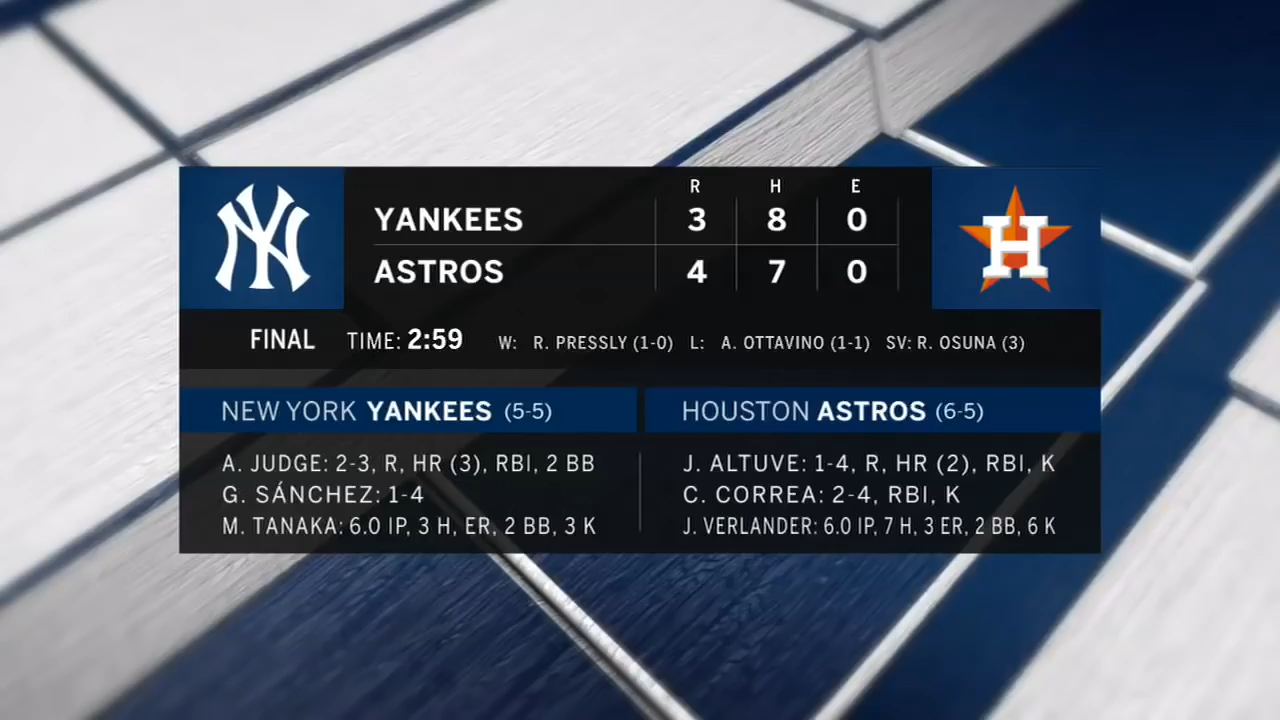 R H E
YANKEES 3 8 0
ASTROS 4 7 0
FINAL TIME: 2:59 W: R. PRESSLY (1-0) L: A. OTTAVINO (1-1) SV: R. OSUNA (3)
NEW YORK YANKEES (5-5)
A. JUDGE: 2-3, R, HR (3), RBI, 2 BB
G. SÁNCHEZ: 1-4
M. TANAKA: 6.0 IP, 3 H, ER, 2 BB, 3 K
HOUSTON ASTROS (6-5)
J. ALTUVE: 1-4, R, HR (2), RBI, K
C. CORREA: 2-4, RBI, K
J. VERLANDER: 6.0 IP, 7 H, 3 ER, 2 BB, 6 K
NY
H